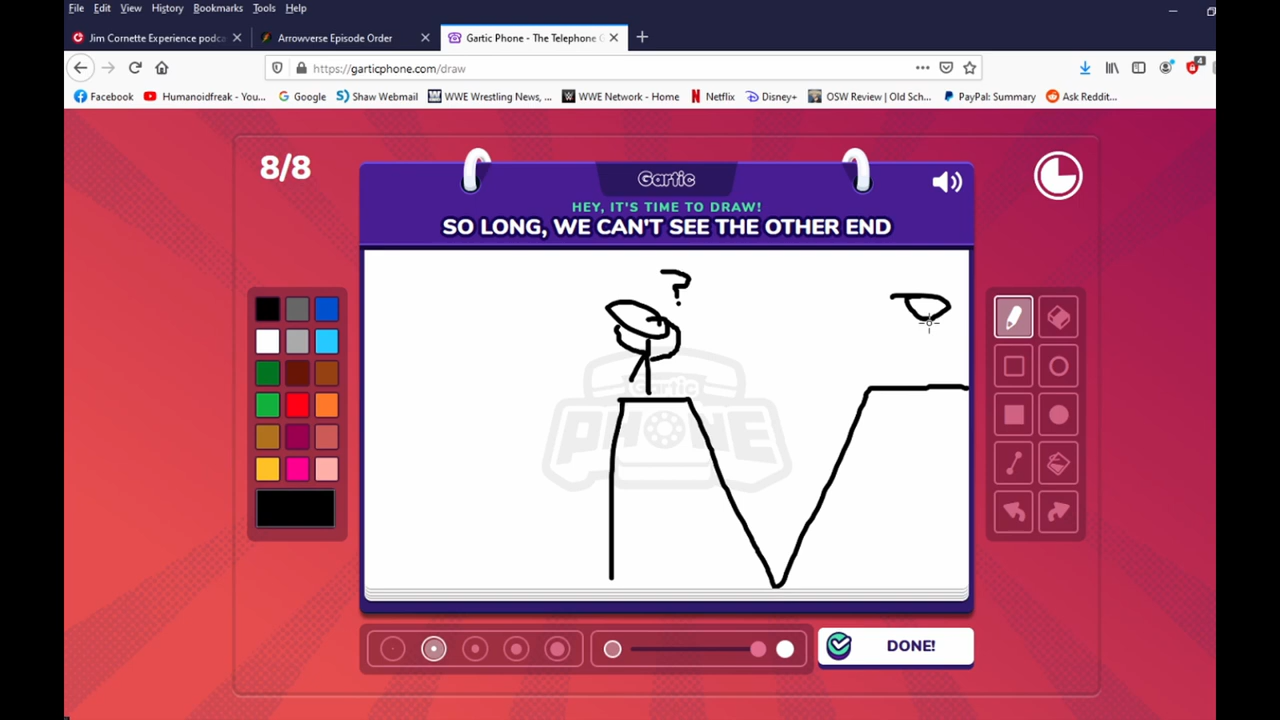 File Edit View History Bookmarks Tools Help
Jim Cornette Experience podca
Arrowverse Episode Order
Gartic Phone - The Telephone G
https://garticphone.com/draw
Facebook
Humanoidfreak - You...
Google
Shaw Webmail
WWE Wrestling News, ...
WWE Network - Home
Netflix
Disney+
OSW Review | Old Sch...
PayPal: Summary
Ask Reddit...
4
8/8
Gartic
HEY, IT'S TIME TO DRAW!
SO LONG, WE CAN'T SEE THE OTHER END
?
Gartic
PHONE
DONE!